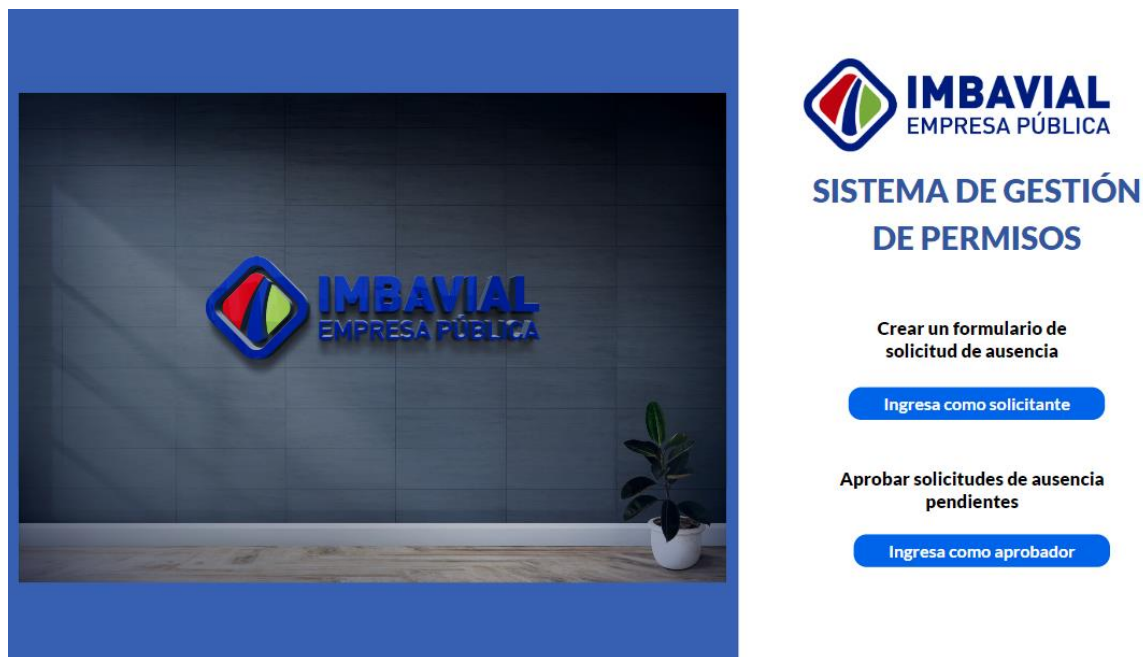 IMBAVIAL
EMPRESA PÚBLICA
IMBAVIAL
EMPRESA PÚBLICA
SISTEMA DE GESTIÓN
DE PERMISOS
Crear un formulario de
solicitud de ausencia
Ingresa como solicitante
Aprobar solicitudes de ausencia
pendientes
Ingresa como aprobador